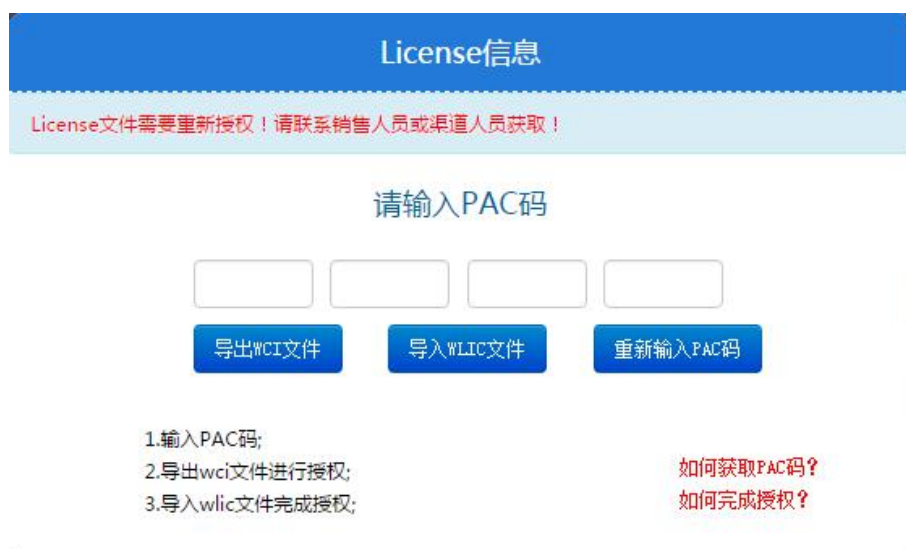 License信息
License文件需要重新授权！请联系销售人员或渠道人员获取！
请输入PAC码
导出WCI文件 导入WLIC文件 重新输入PAC码
1.输入PAC码;
2.导出wci文件进行授权;
3.导入wlic文件完成授权;
如何获取PAC码?
如何完成授权?